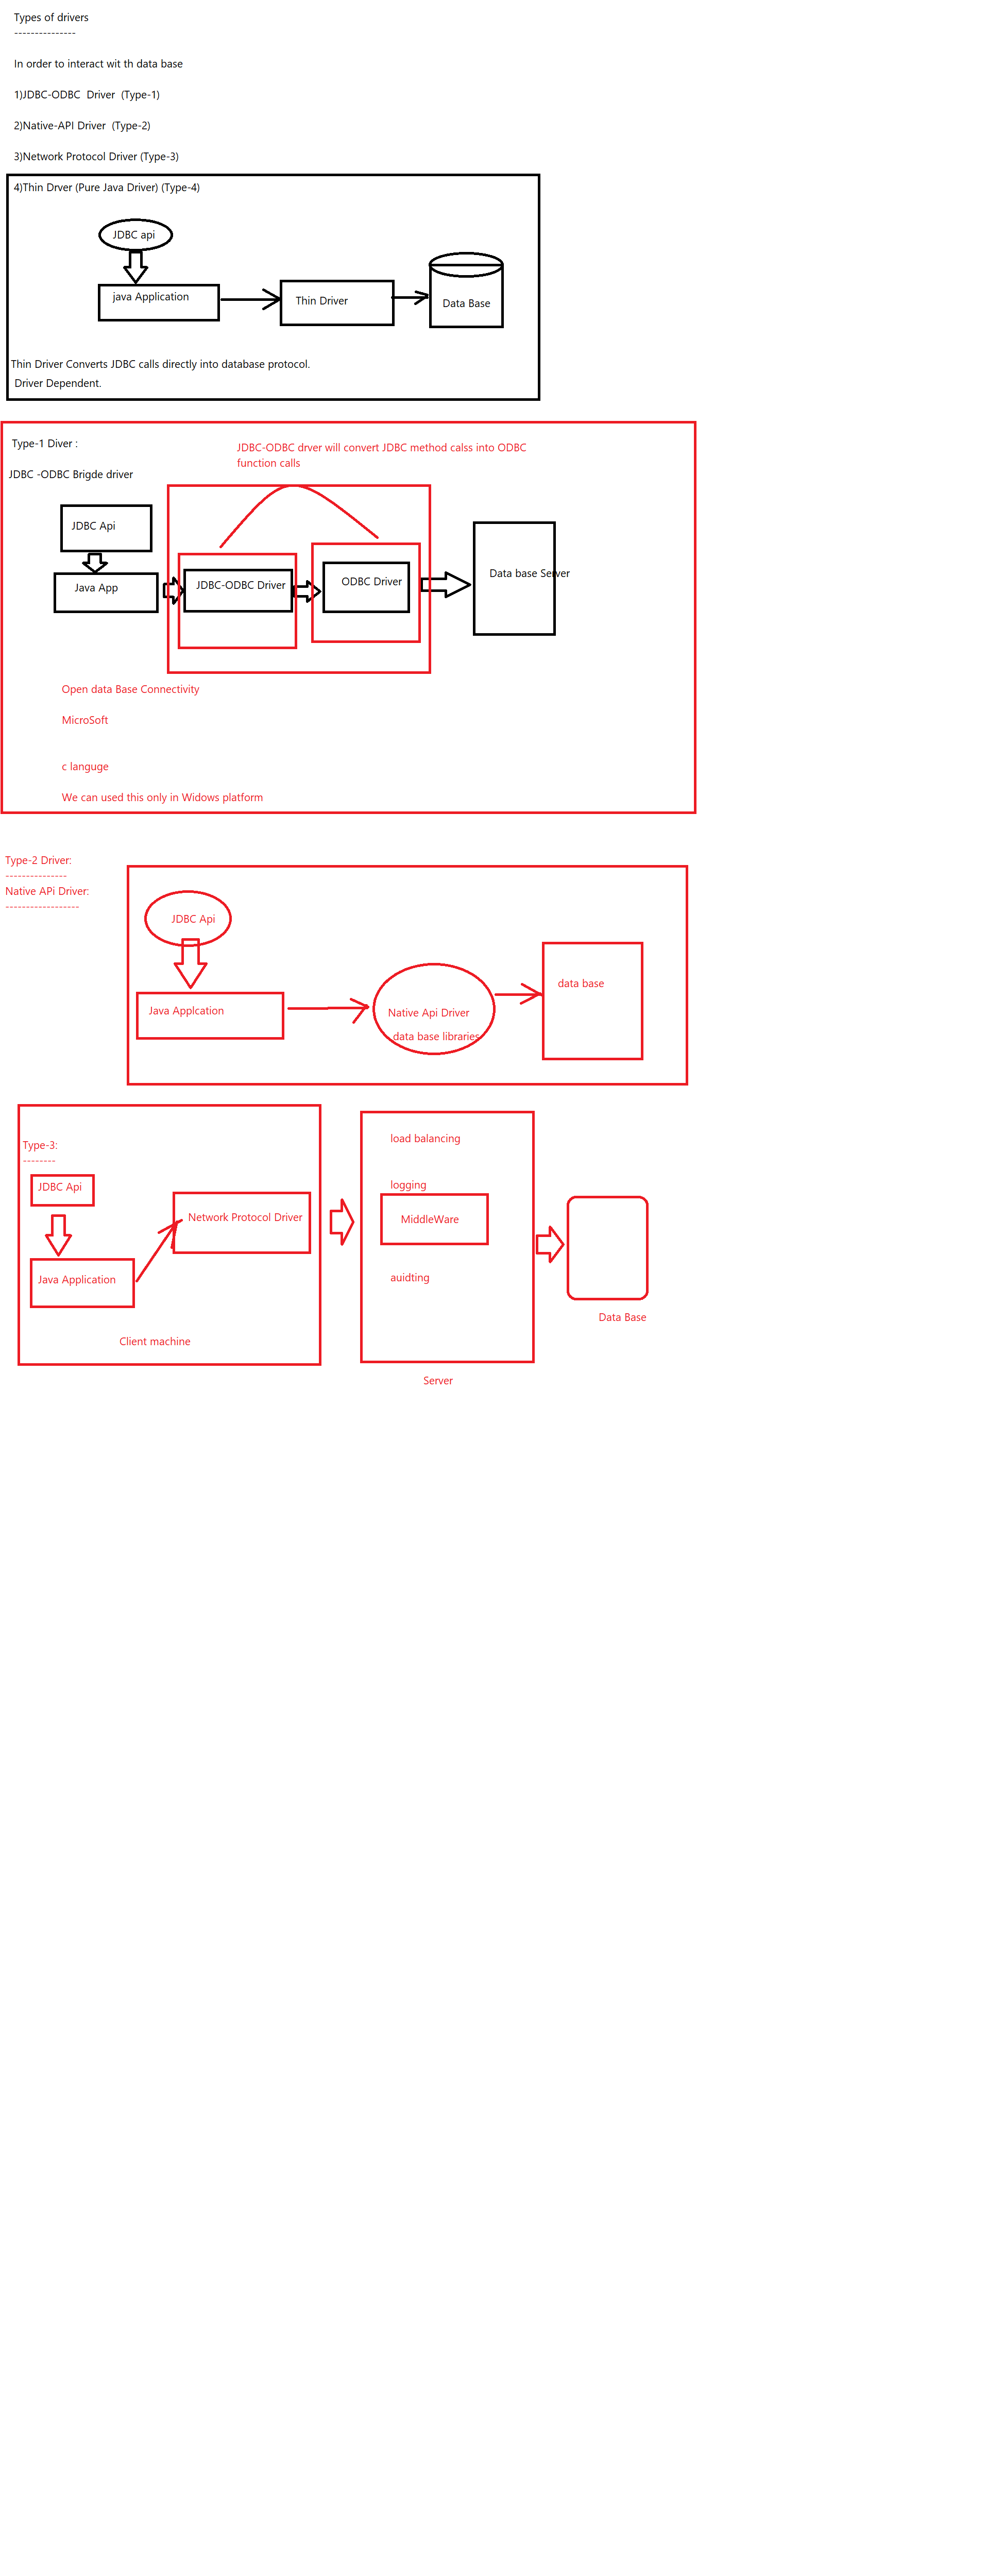 Types of drivers
---------------
In order to interact wit th data base
1)JDBC-ODBC  Driver  (Type-1)
2)Native-API Driver  (Type-2)
3)Network Protocol Driver (Type-3)
4)Thin Drver (Pure Java Driver) (Type-4)
JDBC api
java Application
Thin Driver
Data Base
Thin Driver Converts JDBC calls directly into database protocol.
Driver Dependent.
Type-1 Diver :
JDBC-ODBC drver will convert JDBC method calss into ODBC
function calls
JDBC -ODBC Brigde driver
JDBC Api
Java App
JDBC-ODBC Driver
ODBC Driver
Data base Server
Open data Base Connectivity
MicroSoft
c languge
We can used this only in Widows platform
Type-2 Driver:
---------------
Native APi Driver:
------------------
JDBC Api
Java Applcation
Native Api Driver
data base libraries
data base
Type-3:
--------
JDBC Api
Network Protocol Driver
Java Application
Client machine
load balancing
logging
MiddleWare
auidting
Server
Data Base